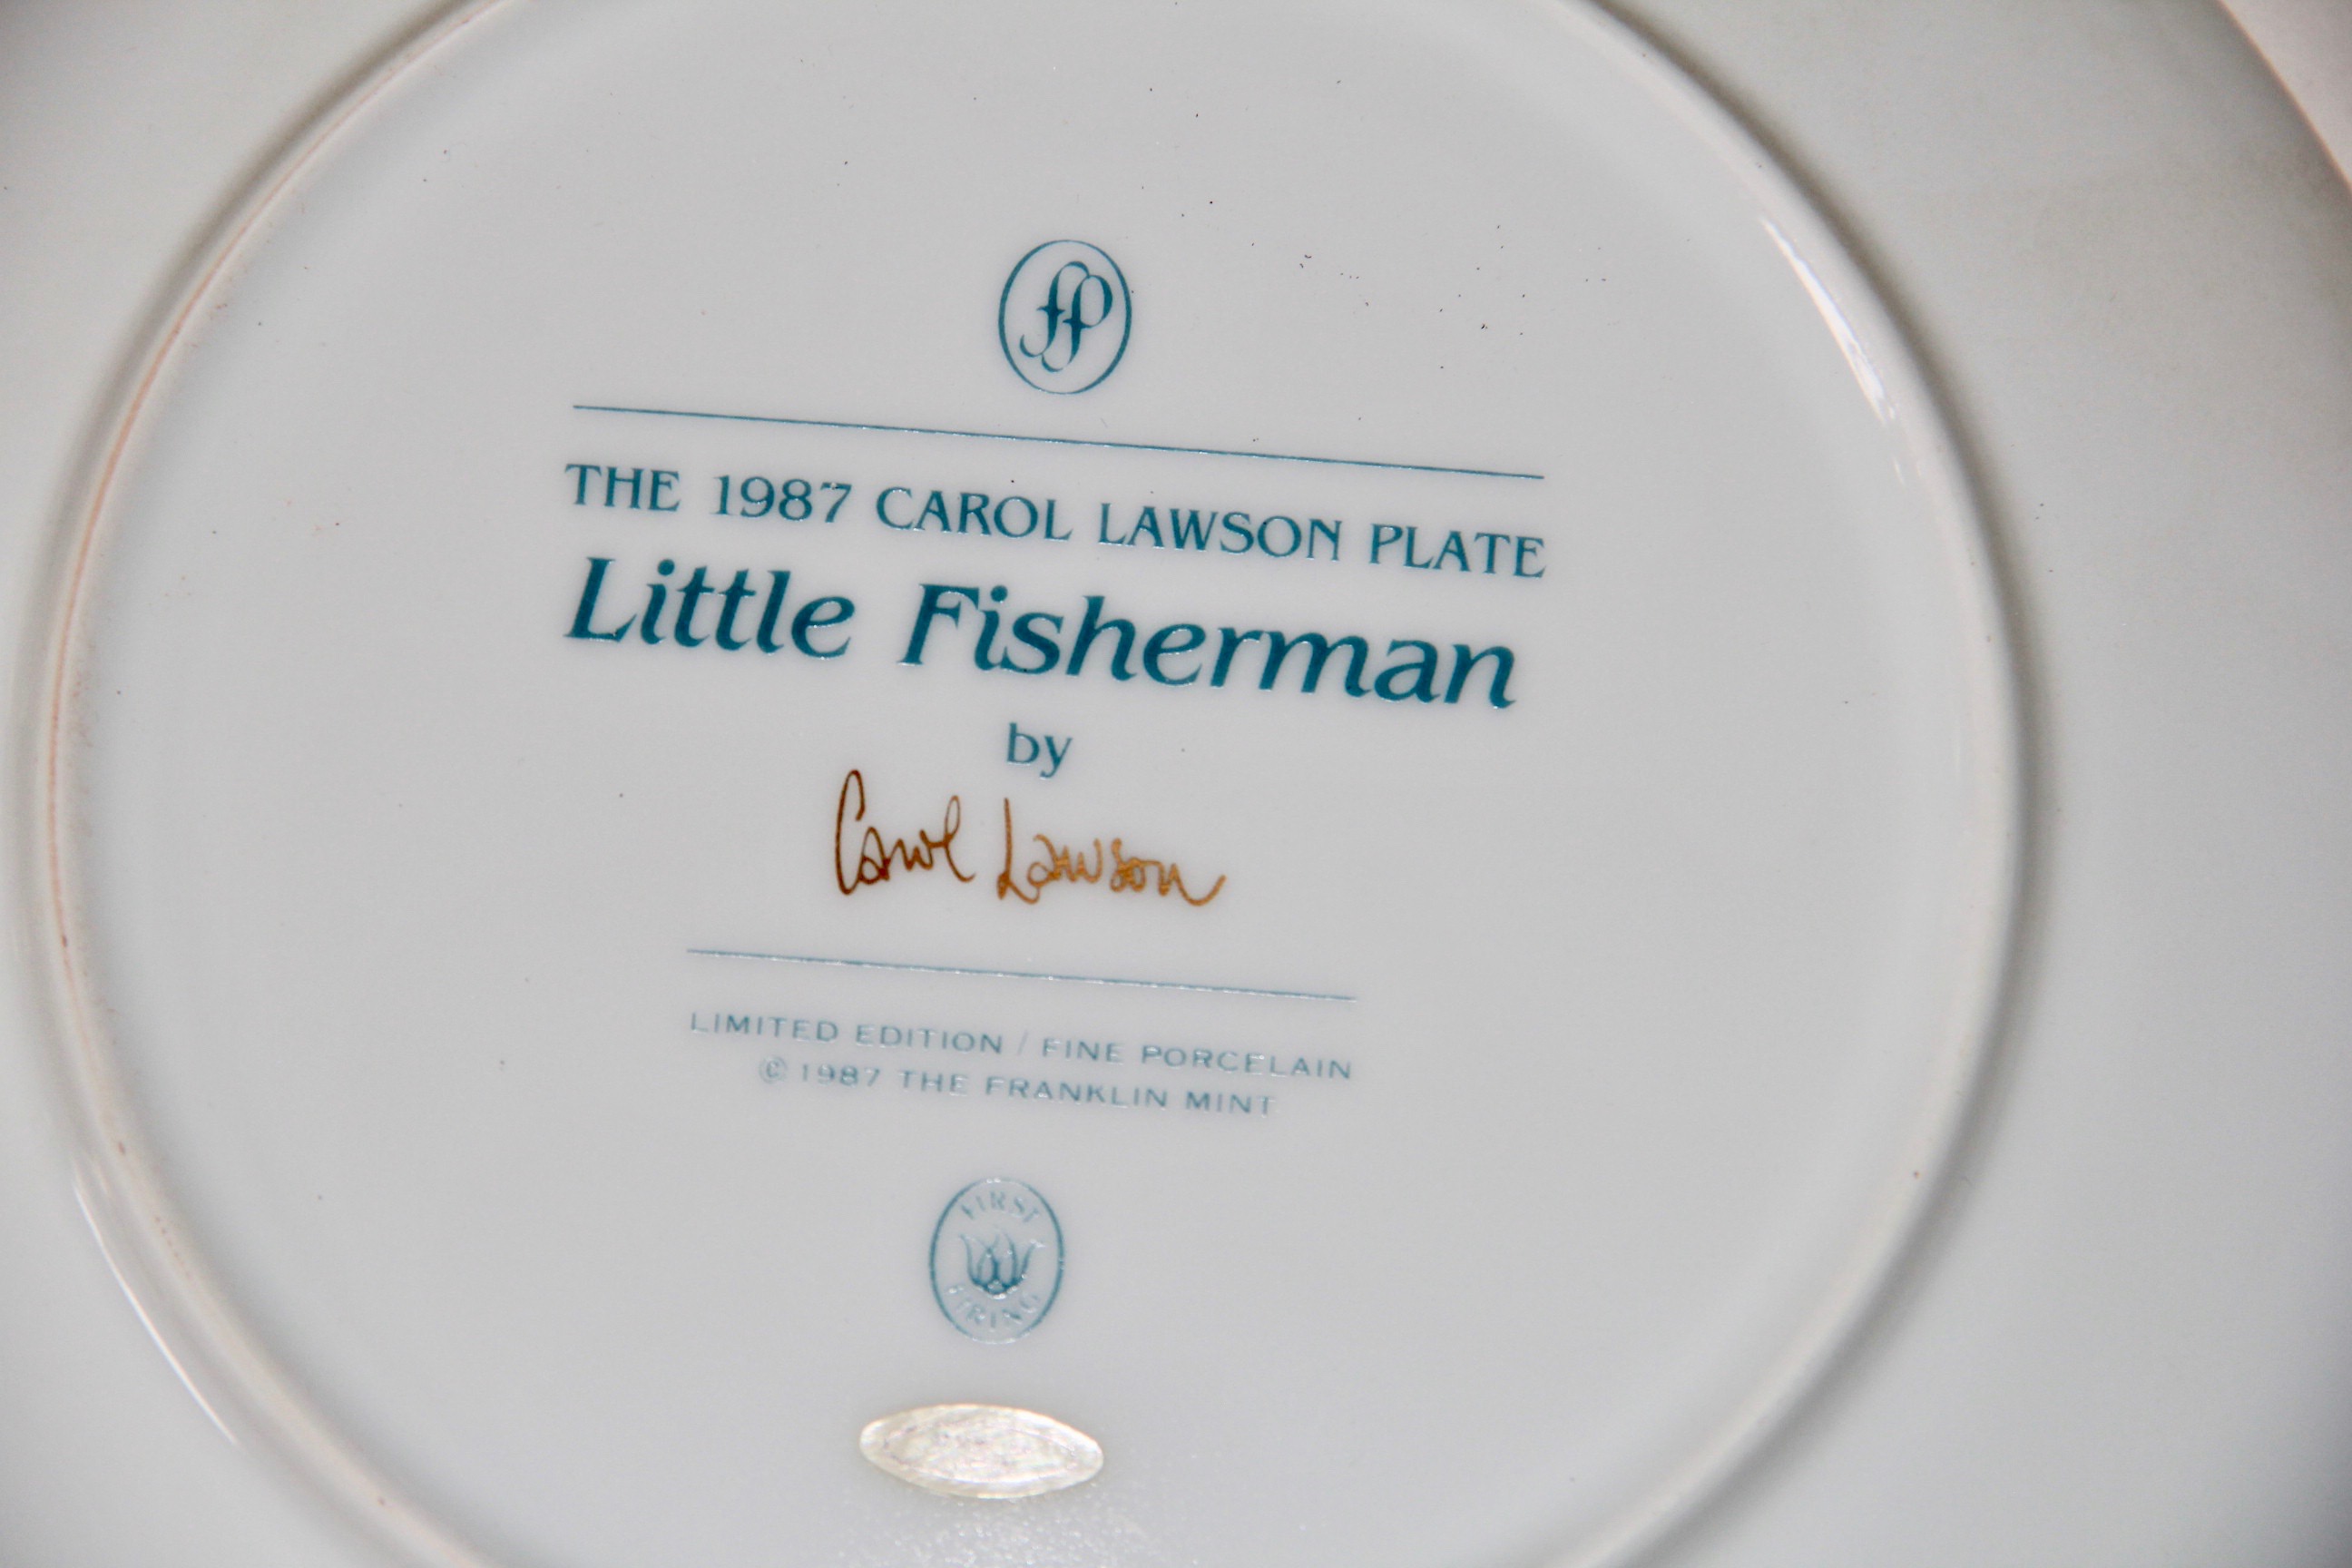 fp
THE 1987 CAROL LAWSON PLATE
Little Fisherman
by
Carol Lawson
LIMITED EDITION / FINE PORCELAIN
© 1987 THE FRANKLIN MINT
FIRST
FIRING